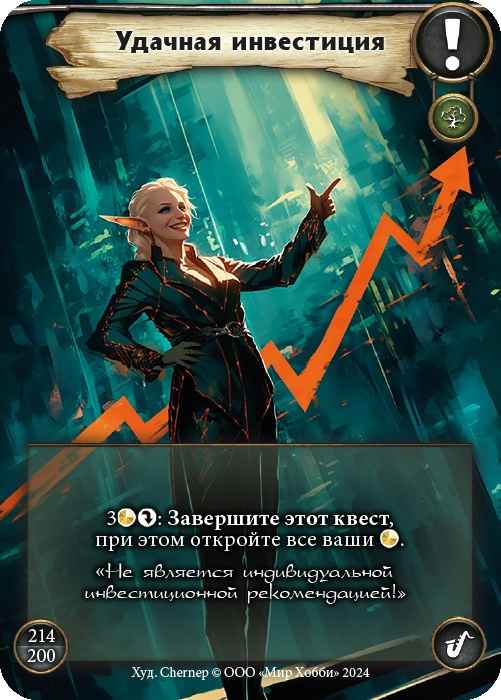 Удачная инвестиция
!
3: Завершите этот квест,
при этом откройте все ваши .
«Не является индивидуальной
инвестиционной рекомендацией!»
214
200
Худ. Chernep © ООО «Мир Хобби» 2024